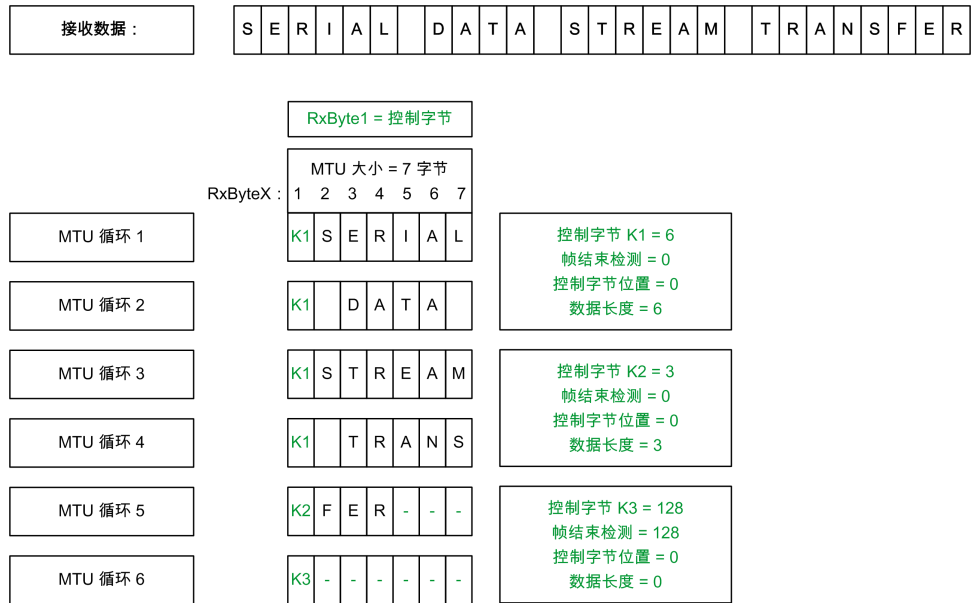 接收数据： S E R I A L D A T A S T R E A M T R A N S F E R
RxByte1 = 控制字节
MTU 大小 = 7 字节
RxByteX： 1 2 3 4 5 6 7
MTU 循环 1 K1 S E R I A L
控制字节 K1 = 6
帧结束检测 = 0
控制字节位置 = 0
数据长度 = 6
MTU 循环 2 K1 D A T A
MTU 循环 3 K1 S T R E A M
控制字节 K2 = 3
帧结束检测 = 0
控制字节位置 = 0
数据长度 = 3
MTU 循环 4 K1 T R A N S
MTU 循环 5 K2 F E R - - -
控制字节 K3 = 128
帧结束检测 = 128
控制字节位置 = 0
数据长度 = 0
MTU 循环 6 K3 - - - - - -